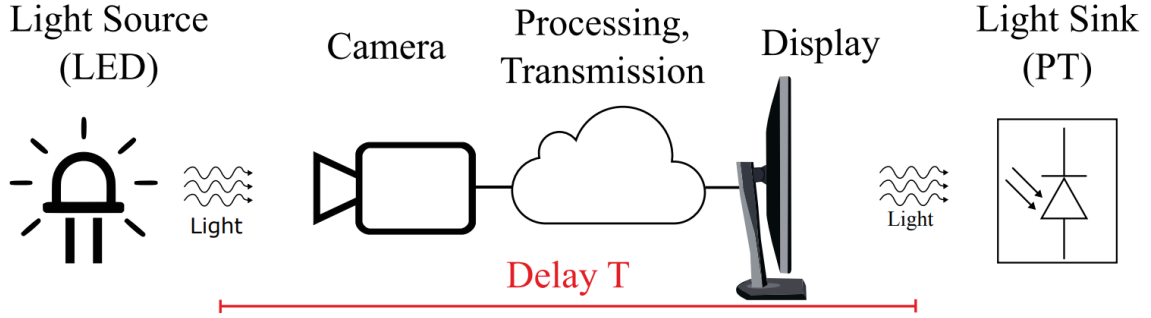 Light Source
(LED)
Camera
Processing,
Transmission
Display
Light Sink
(PT)
Light
Light
Delay T